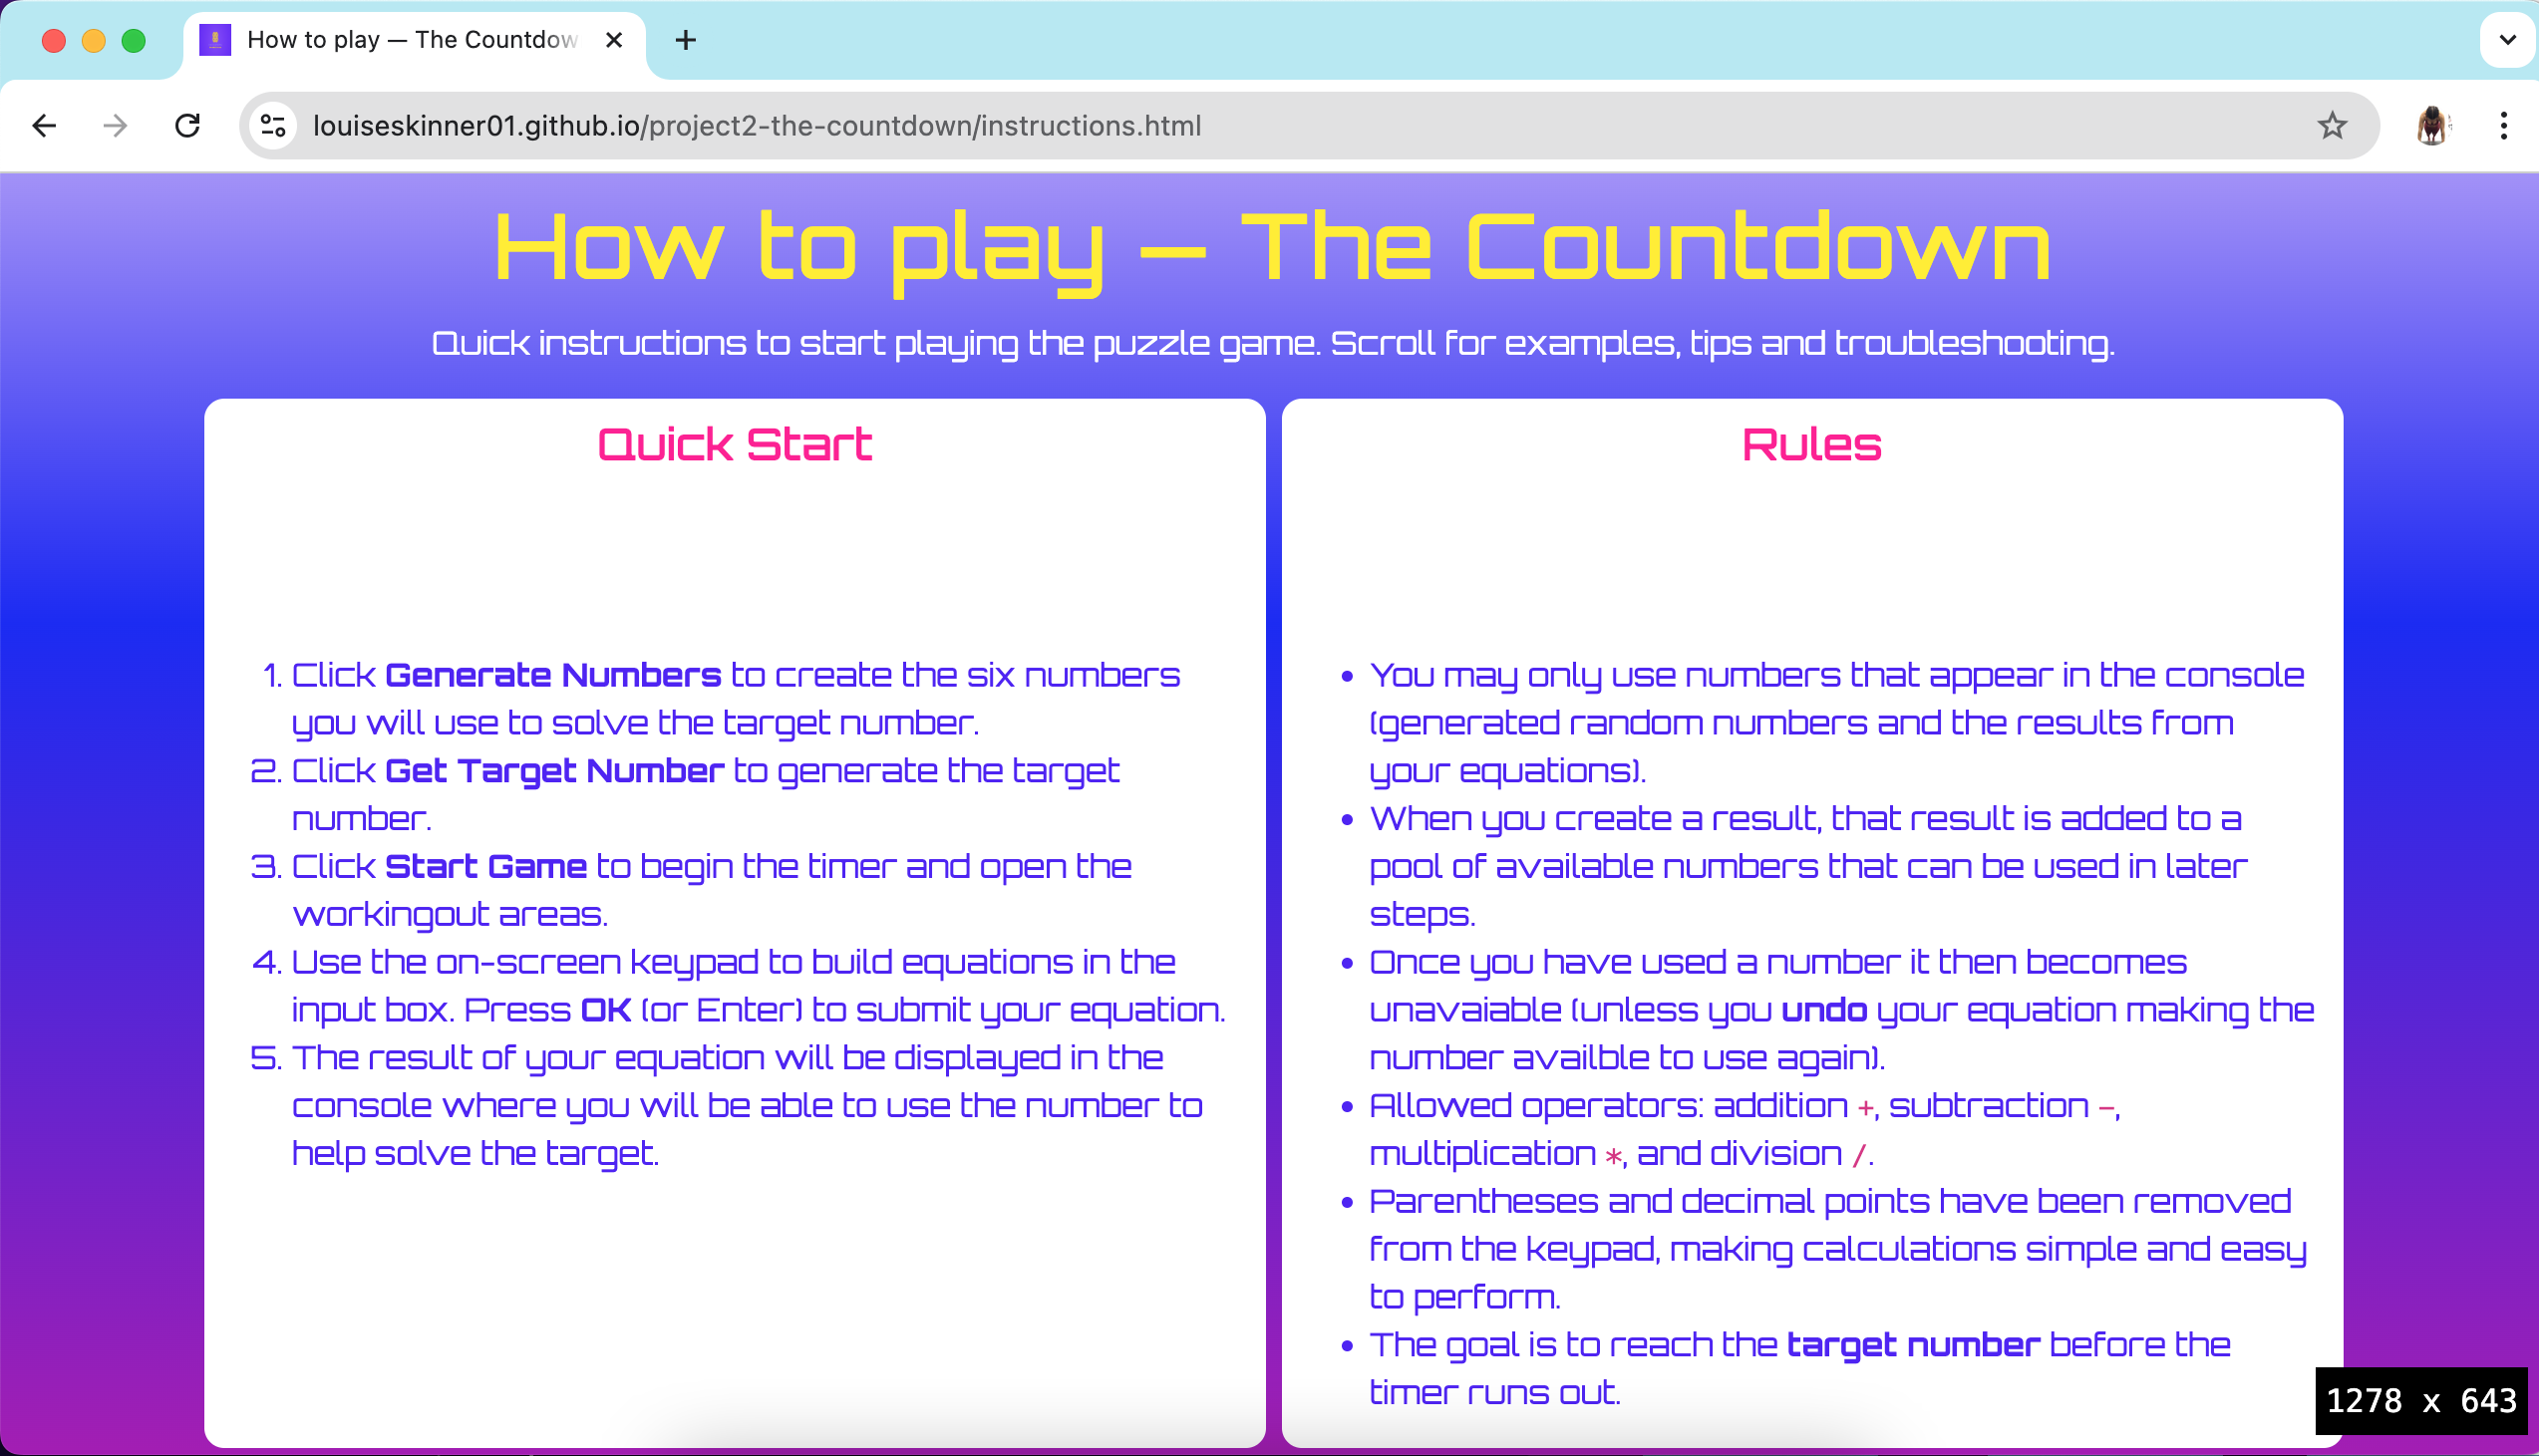 How to play — The Countdow
louiseskinner01.github.io/project2-the-countdown/instructions.html
How to play — The Countdown
Quick instructions to start playing the puzzle game. Scroll for examples, tips and troubleshooting.
Quick Start
1. Click Generate Numbers to create the six numbers
you will use to solve the target number.
2. Click Get Target Number to generate the target
number.
3. Click Start Game to begin the timer and open the
workingout areas.
4. Use the on-screen keypad to build equations in the
input box. Press OK (or Enter) to submit your equation.
5. The result of your equation will be displayed in the
console where you will be able to use the number to
help solve the target.
Rules
• You may only use numbers that appear in the console
(generated random numbers and the results from
your equations).
• When you create a result, that result is added to a
pool of available numbers that can be used in later
steps.
• Once you have used a number it then becomes
unavaiable (unless you undo your equation making the
number availble to use again).
• Allowed operators: addition +, subtraction −,
multiplication *, and division /.
• Parentheses and decimal points have been removed
from the keypad, making calculations simple and easy
to perform.
• The goal is to reach the target number before the
timer runs out.
1278 x 643